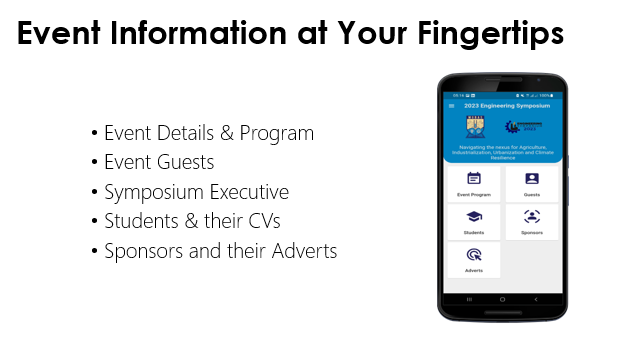 Event Information at Your Fingertips
• Event Details & Program
• Event Guests
• Symposium Executive
• Students & their CVs
• Sponsors and their Adverts
2023 Engineering Symposium
Navigating the nexus for Agriculture,
Industrialization, Urbanization and Climate
Resilience
Event Program
Guests
Students
Sponsors
Adverts